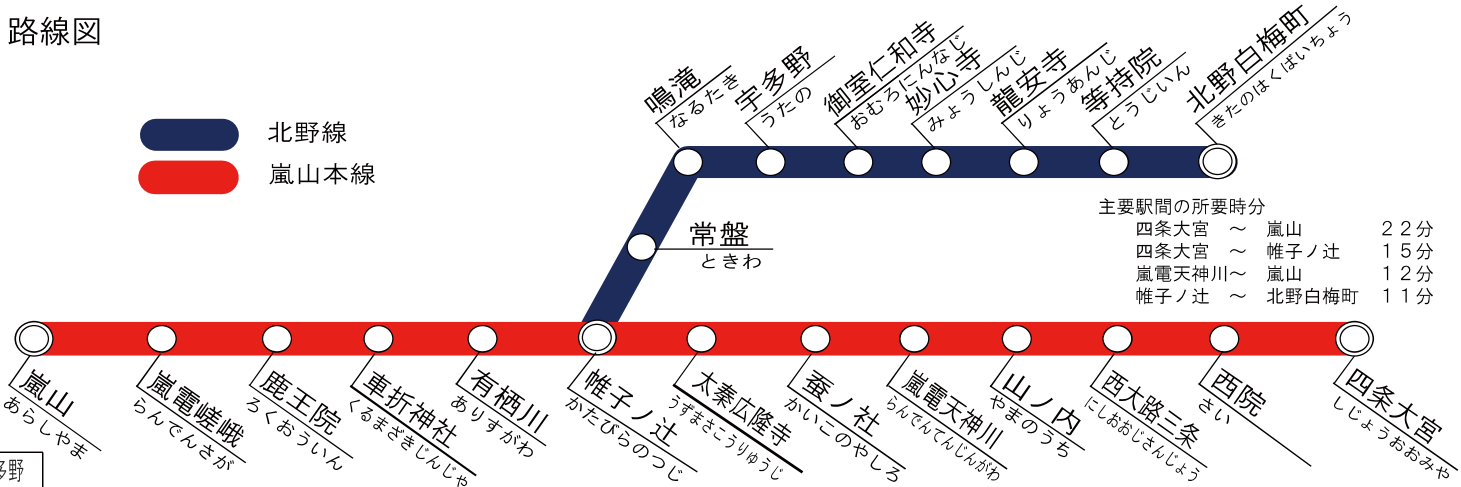 路線図
北野線
嵐山本線
鳴滝
なるたき
宇多野
うたの
御室仁和寺
おむろにんなじ
妙心寺
みょうしんじ
龍安寺
りょうあんじ
等持院
とうじいん
北野白梅町
きたのはくばいちょう
常盤
ときわ
主要駅間の所要時分
四条大宮 ～ 嵐山 22分
四条大宮 ～ 帷子ノ辻 15分
嵐電天神川～ 嵐山 12分
帷子ノ辻 ～ 北野白梅町 11分
嵐山
あらしやま
嵐電嵯峨
らんでんさが
鹿王院
ろくおういん
車折神社
くるまざきじんじゃ
有栖川
ありすがわ
帷子ノ辻
かたびらのつじ
太秦広隆寺
うずまさこうりゅうじ
蚕ノ社
かいこのやしろ
嵐電天神川
らんでんてんじんがわ
山ノ内
やまのうち
西大路三条
にしおおじさんじょう
西院
さい
四条大宮
しじょうおおみや
多野